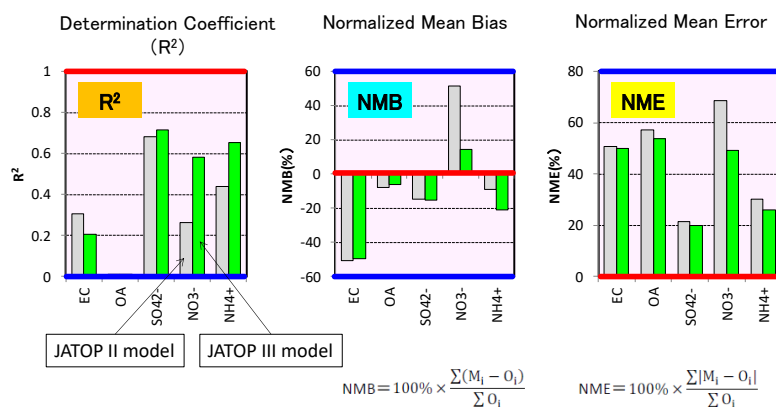 Determination Coefficient
(R²)
1
0.8
0.6
0.4
0.2
0
R²
R²
EC
OA
SO42-
NO3-
NH4+
JATOP II model
JATOP III model
Normalized Mean Bias
60
40
20
0
-20
-40
-60
NMB(%)
NMB
EC
OA
SO42-
NO3-
NH4+
NMB=100% × ∑(Mᵢ − Oᵢ) / ∑Oᵢ
Normalized Mean Error
80
60
40
20
0
NME(%)
NME
EC
OA
SO42-
NO3-
NH4+
NME=100% × ∑|Mᵢ − Oᵢ| / ∑Oᵢ